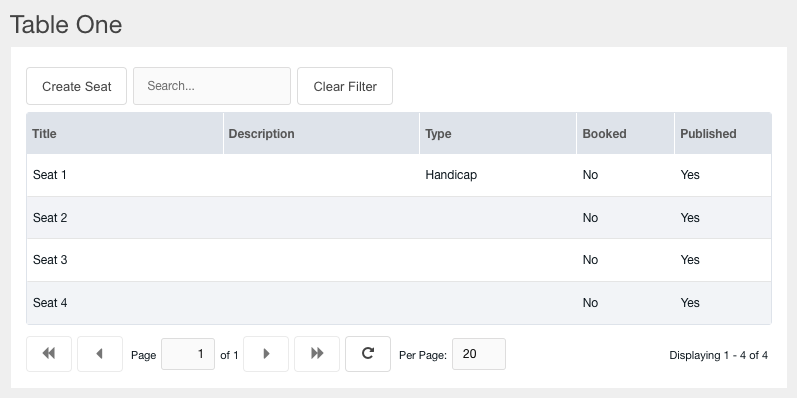 Table One
Create Seat Search... Clear Filter
Title Description Type Booked Published
Seat 1 Handicap No Yes
Seat 2 No Yes
Seat 3 No Yes
Seat 4 No Yes
Page 1 of 1 Per Page: 20 Displaying 1 - 4 of 4